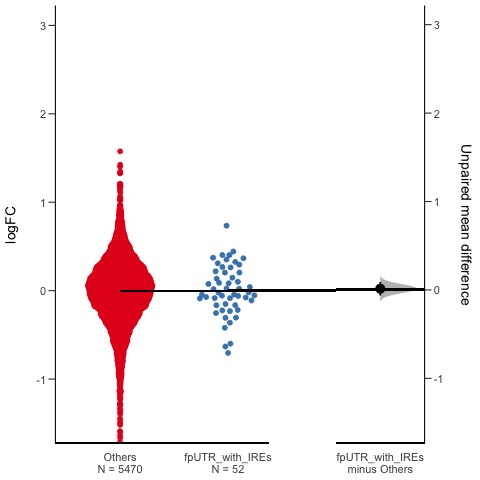 3
2
1
0
-1
logFC
Others
N = 5470
fpUTR_with_IREs
N = 52
3
2
1
0
-1
Unpaired mean difference
fpUTR_with_IREs
minus Others